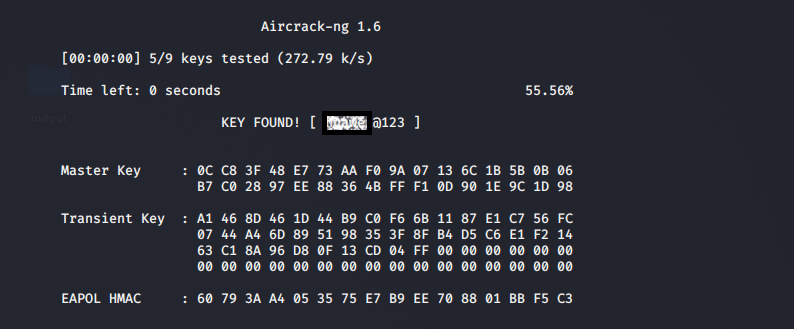 Aircrack-ng 1.6
[00:00:00] 5/9 keys tested (272.79 k/s)
Time left: 0 seconds 55.56%
output
KEY FOUND! [ @123 ]
Master Key : 0C C8 3F 48 E7 73 AA F0 9A 07 13 6C 1B 5B 0B 06
B7 C0 28 97 EE 88 36 4B FF F1 0D 90 1E 9C 1D 98
Transient Key : A1 46 8D 46 1D 44 B9 C0 F6 6B 11 87 E1 C7 56 FC
07 44 A4 6D 89 51 98 35 3F 8F B4 D5 C6 E1 F2 14
63 C1 8A 96 D8 0F 13 CD 04 FF 00 00 00 00 00 00
00 00 00 00 00 00 00 00 00 00 00 00 00 00 00 00
EAPOL HMAC : 60 79 3A A4 05 35 75 E7 B9 EE 70 88 01 BB F5 C3